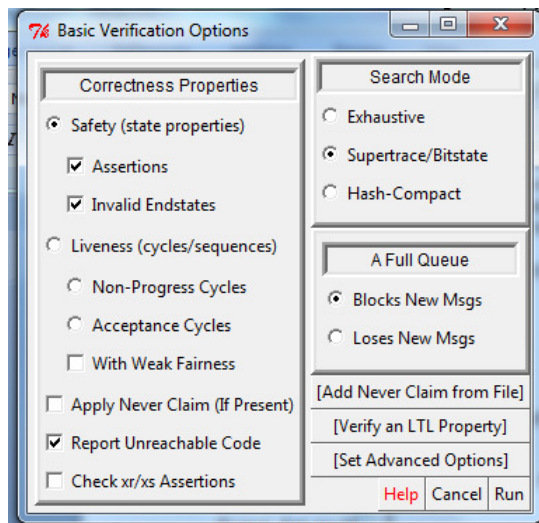 Basic Verification Options
Correctness Properties
Safety (state properties)
Assertions
Invalid Endstates
Liveness (cycles/sequences)
Non-Progress Cycles
Acceptance Cycles
With Weak Fairness
Apply Never Claim (If Present)
Report Unreachable Code
Check xr/xs Assertions
Search Mode
Exhaustive
Supertrace/Bitstate
Hash-Compact
A Full Queue
Blocks New Msgs
Loses New Msgs
[Add Never Claim from File]
[Verify an LTL Property]
[Set Advanced Options]
Help Cancel Run